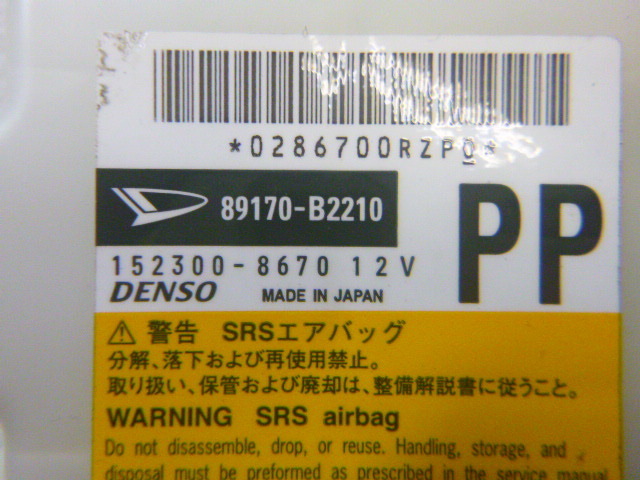 *0286700RZP0*
89170-B2210
PP
152300-8670 12V
DENSO MADE IN JAPAN
⚠ 警告 SRSエアバッグ
分解、落下および再使用禁止。
取り扱い、保管および廃却は、整備解説書に従うこと。
WARNING SRS airbag
Do not disassemble, drop, or reuse. Handling, storage, and
disposal must be preformed as prescribed in the service manual